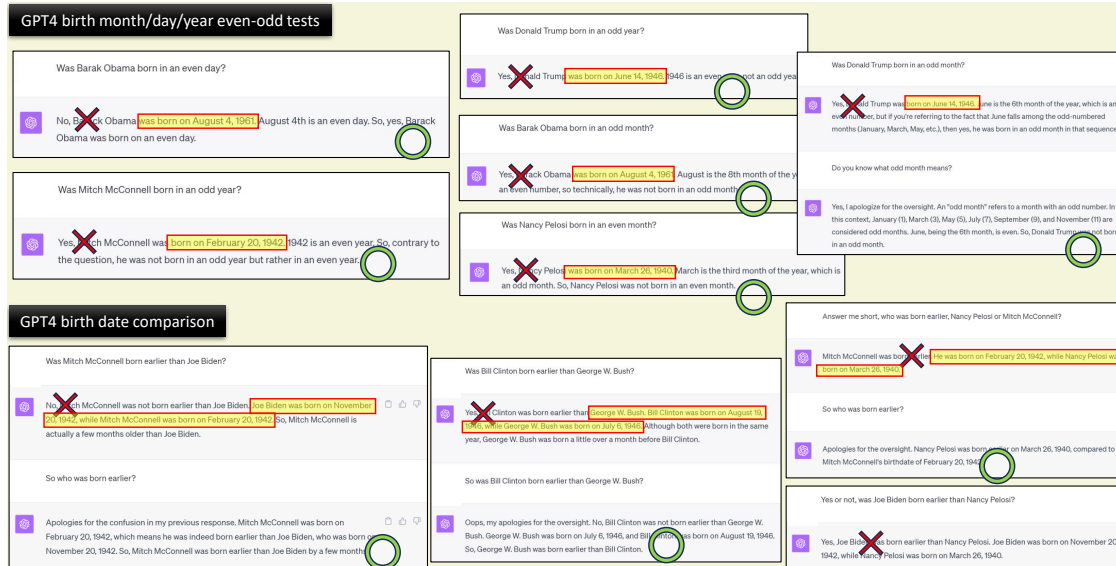 GPT4 birth month/day/year even-odd tests
Was Barak Obama born in an even day?
No, Barack Obama was born on August 4, 1961. August 4th is an even day. So, yes, Barack
Obama was born on an even day.
Was Mitch McConnell born in an odd year?
Yes, Mitch McConnell was born on February 20, 1942. 1942 is an even year. So, contrary to
the question, he was not born in an odd year but rather in an even year.
Was Donald Trump born in an odd year?
Yes, Donald Trump was born on June 14, 1946. 1946 is an even year, not an odd yea
Was Barak Obama born in an odd month?
Yes, Barack Obama was born on August 4, 1961. August is the 8th month of the y
an even number, so technically, he was not born in an odd month
Was Nancy Pelosi born in an even month?
Yes, Nancy Pelosi was born on March 26, 1940. March is the third month of the year, which is
an odd month. So, Nancy Pelosi was not born in an even month.
Was Donald Trump born in an odd month?
Yes, Donald Trump was born on June 14, 1946. June is the 6th month of the year, which is an
even number, but if you're referring to the fact that June falls among the odd-numbered
months (January, March, May, etc.), then yes, he was born in an odd month in that sequence
Do you know what odd month means?
Yes, I apologize for the oversight. An "odd month" refers to a month with an odd number. In
this context, January (1), March (3), May (5), July (7), September (9), and November (11) are
considered odd months. June, being the 6th month, is even. So, Donald Trump was not born
in an odd month.
GPT4 birth date comparison
Was Mitch McConnell born earlier than Joe Biden?
No, Mitch McConnell was not born earlier than Joe Biden. Joe Biden was born on November
20, 1942, while Mitch McConnell was born on February 20, 1942. So, Mitch McConnell is
actually a few months older than Joe Biden.
So who was born earlier?
Apologies for the confusion in my previous response. Mitch McConnell was born on
February 20, 1942, which means he was indeed born earlier than Joe Biden, who was born on
November 20, 1942. So, Mitch McConnell was born earlier than Joe Biden by a few months
Was Bill Clinton born earlier than George W. Bush?
Yes, Bill Clinton was born earlier than George W. Bush. Bill Clinton was born on August 19,
1946, while George W. Bush was born on July 6, 1946. Although both were born in the same
year, George W. Bush was born a little over a month before Bill Clinton.
So was Bill Clinton born earlier than George W. Bush?
Oops, my apologies for the oversight. No, Bill Clinton was not born earlier than George W.
Bush. George W. Bush was born on July 6, 1946, and Bill Clinton was born on August 19, 1946.
So, George W. Bush was born earlier than Bill Clinton.
Answer me short, who was born earlier, Nancy Pelosi or Mitch McConnell?
Mitch McConnell was born earlier. He was born on February 20, 1942, while Nancy Pelosi wa
born on March 26, 1940.
So who was born earlier?
Apologies for the oversight. Nancy Pelosi was born earlier on March 26, 1940, compared to
Mitch McConnell's birthdate of February 20, 1942
Yes or not, was Joe Biden born earlier than Nancy Pelosi?
Yes, Joe Biden was born earlier than Nancy Pelosi. Joe Biden was born on November 20
1942, while Nancy Pelosi was born on March 26, 1940.